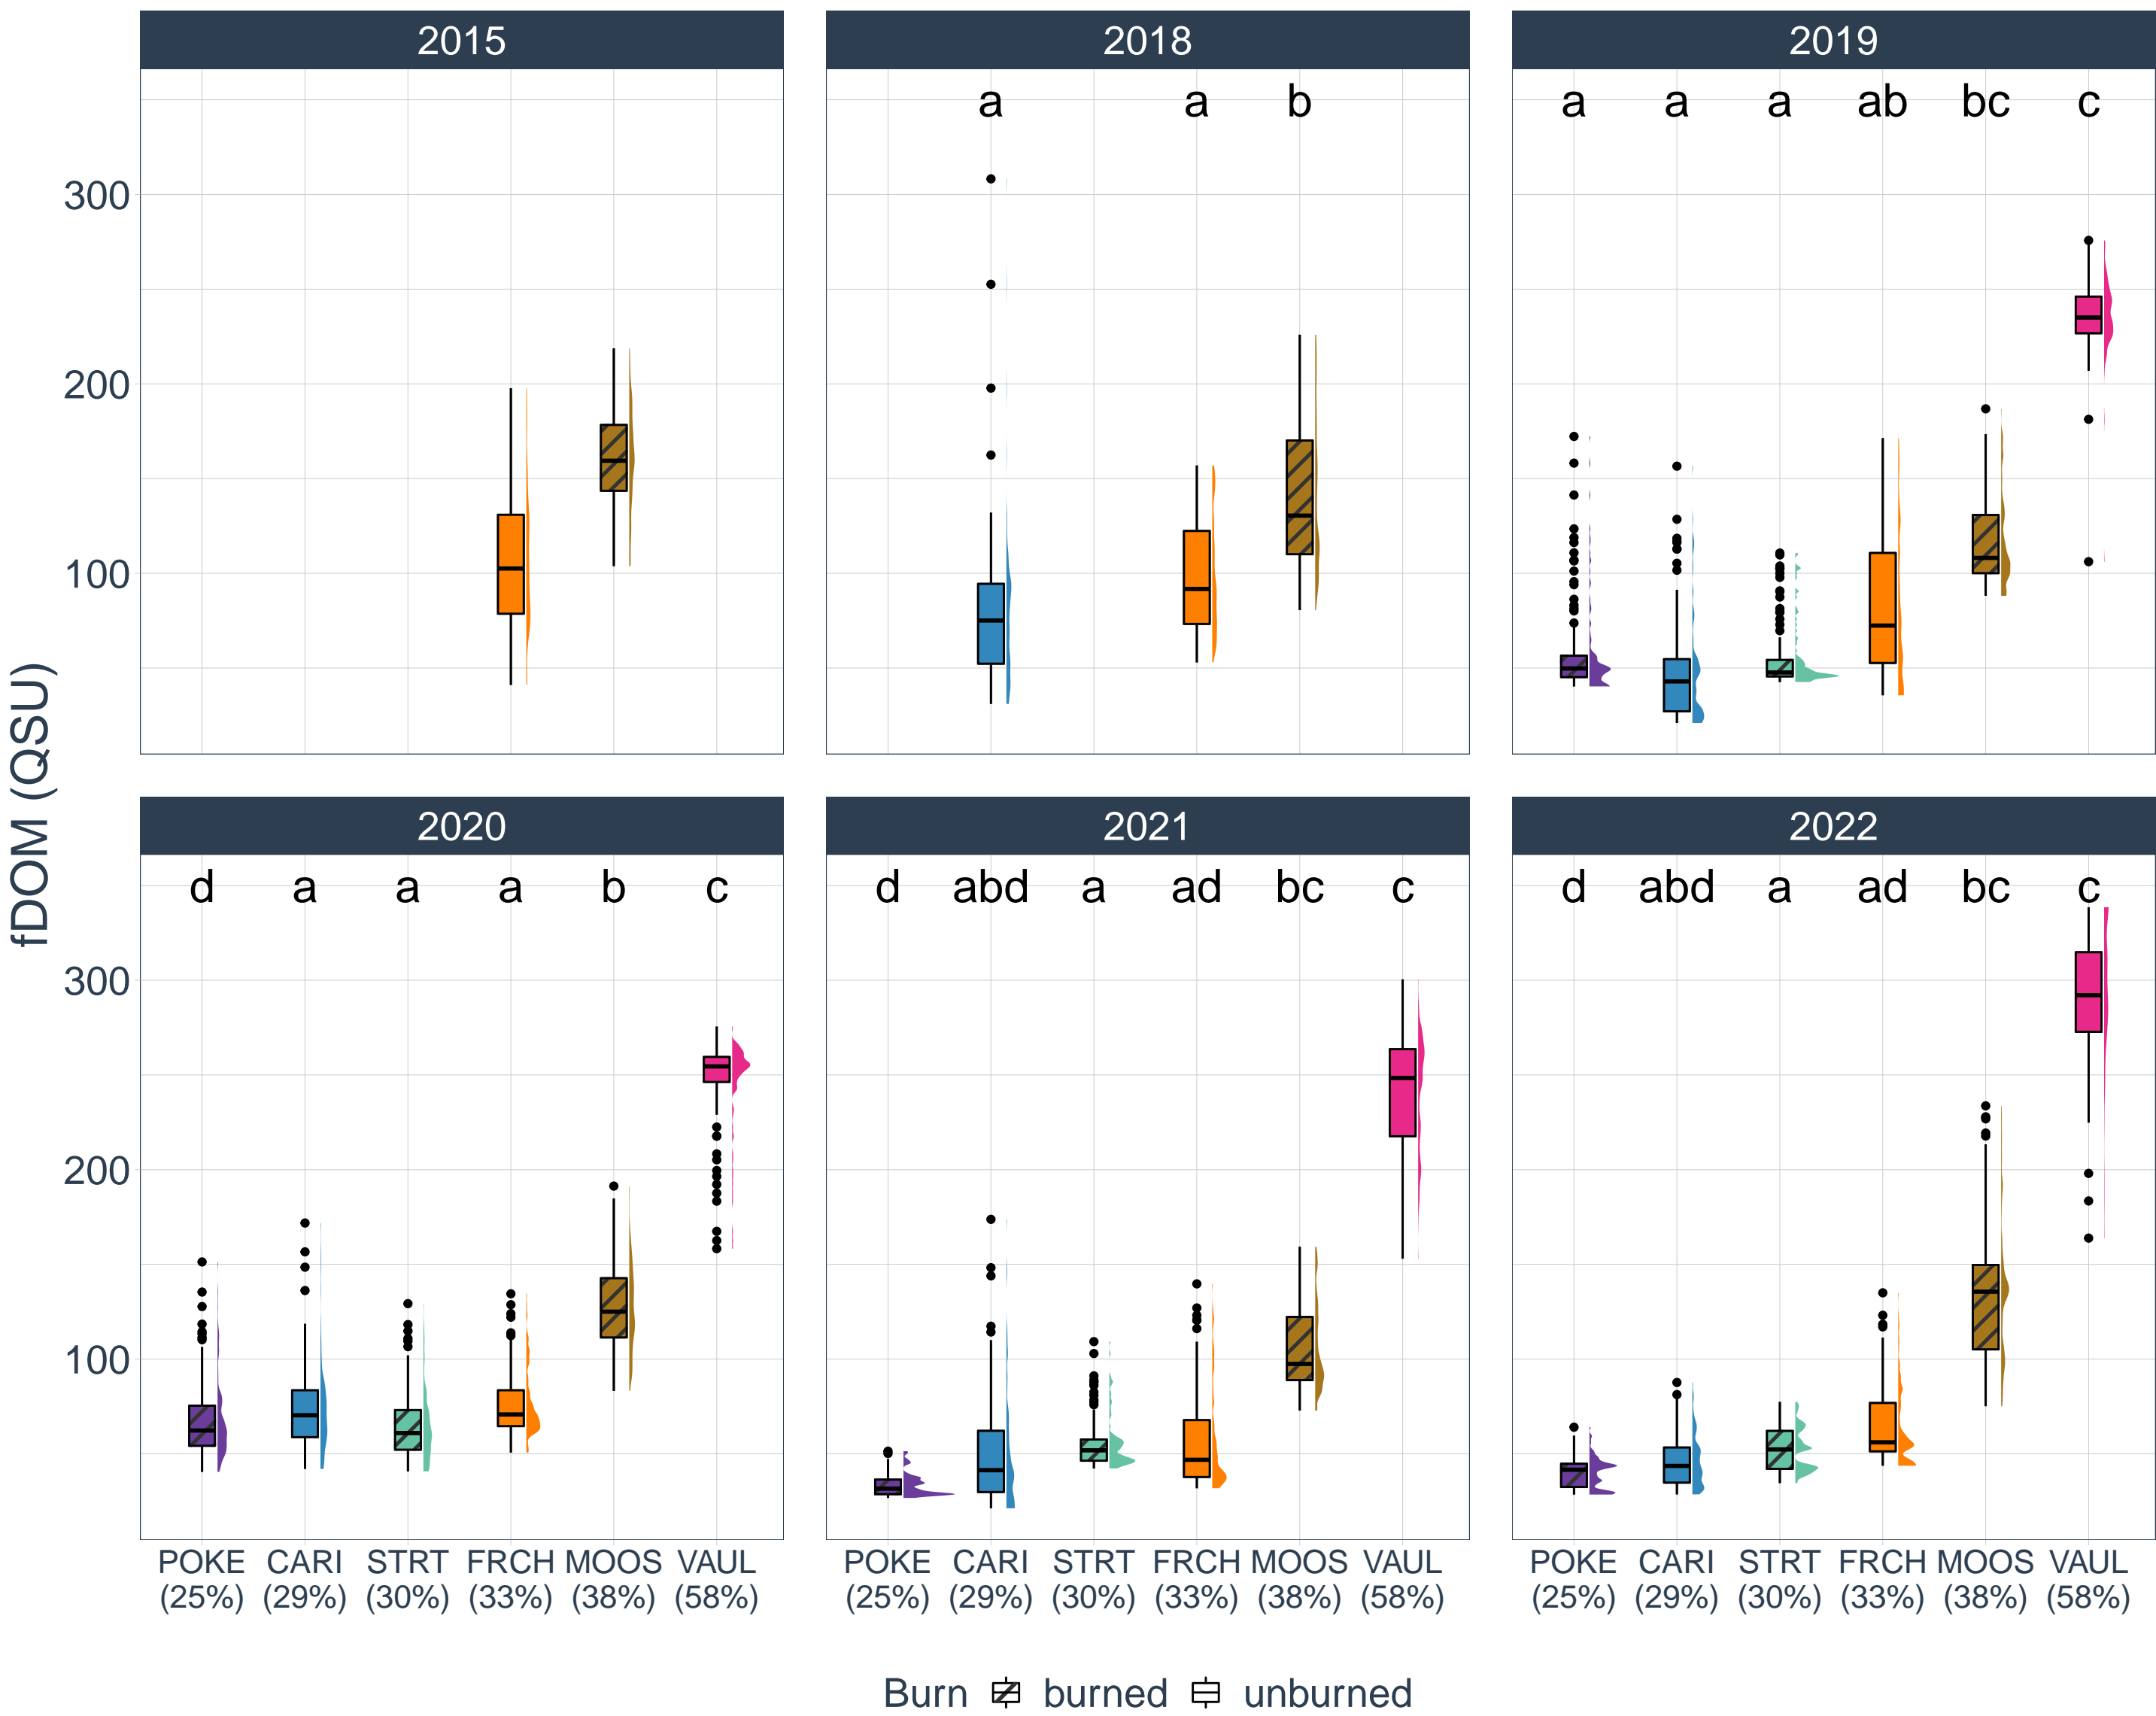 2015
2018
2019
a a b
a a a ab bc c
300
200
100
fDOM (QSU)
2020
2021
2022
d a a a b c
d abd a ad bc c
d abd a ad bc c
300
200
100
POKE CARI STRT FRCH MOOS VAUL
(25%) (29%) (30%) (33%) (38%) (58%)
POKE CARI STRT FRCH MOOS VAUL
(25%) (29%) (30%) (33%) (38%) (58%)
POKE CARI STRT FRCH MOOS VAUL
(25%) (29%) (30%) (33%) (38%) (58%)
Burn burned unburned